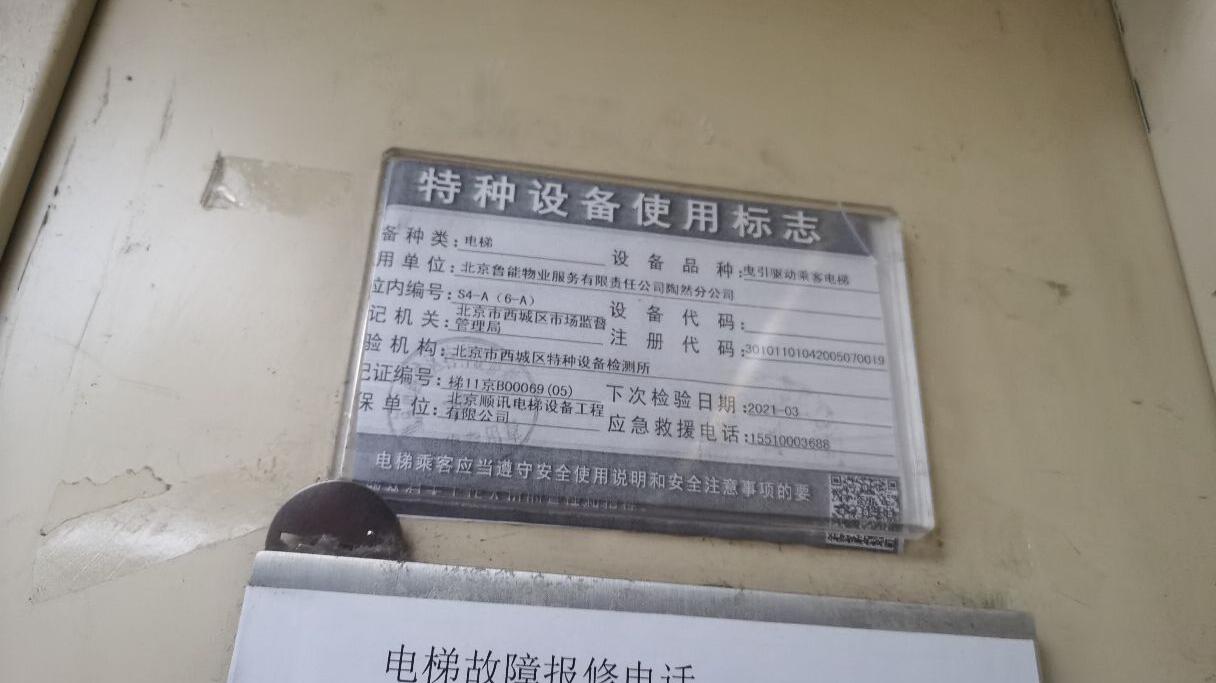 特种设备使用标志
备种类：电梯 设备品种：曳引驱动乘客电梯
用单位：北京鲁能物业服务有限责任公司陶然分公司
内编号：S4-A（6-A） 设备代码：
记机关：北京市西城区市场监督管理局 注册代码：30101101042005070019
验机构：北京市西城区特种设备检测所
证编号：梯11京B00069(05) 下次检验日期：2021-03
保单位：北京顺讯电梯设备工程有限公司 应急救援电话：15510003688
电梯乘客应当遵守安全使用说明和安全注意事项的要
电梯故障报修电话